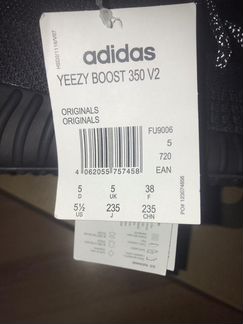 adidas
YEEZY BOOST 350 V2
ORIGINALS
ORIGINALS
FU9006
5
720
EAN
4 062055 757458
5 5 38
D UK F
5½ 235 235
US J CHN